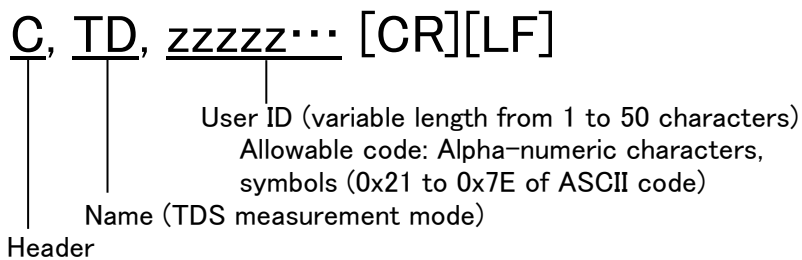 C, TD, zzzzz··· [CR][LF]
User ID (variable length from 1 to 50 characters)
Allowable code: Alpha-numeric characters,
symbols (0x21 to 0x7E of ASCII code)
Name (TDS measurement mode)
Header